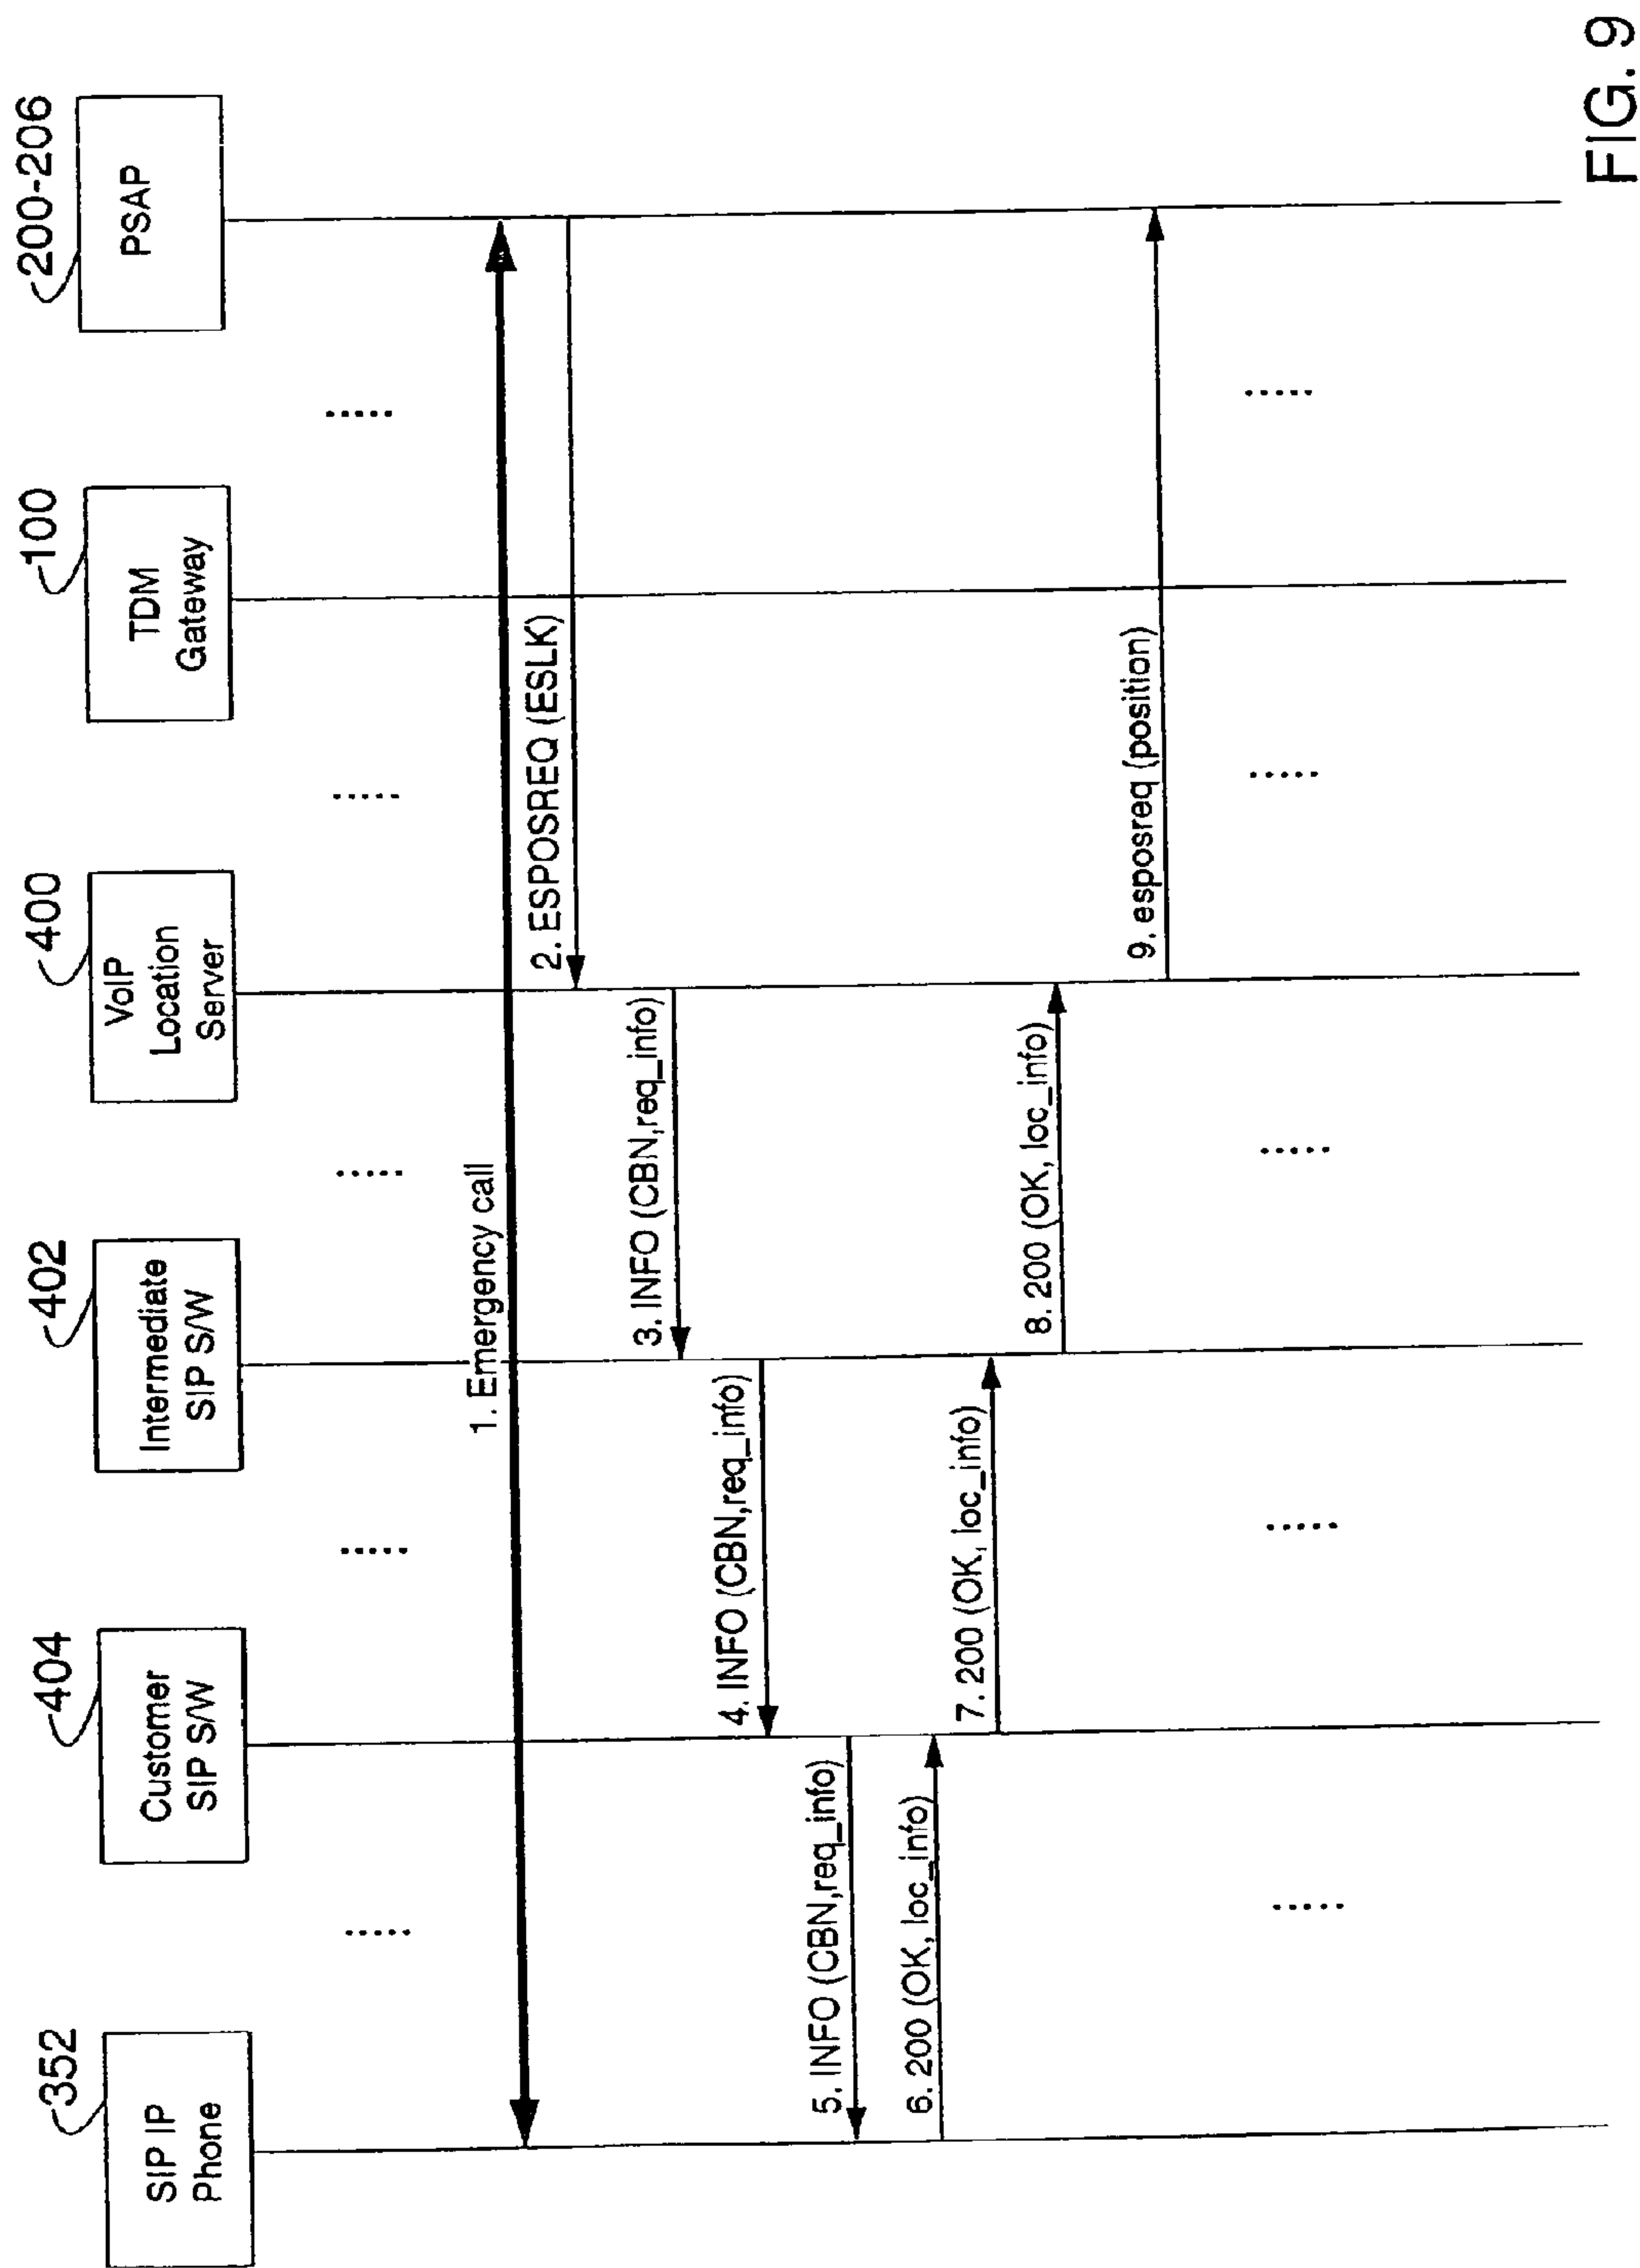 352
404
402
400
100
200-206
SIP IP
Phone
Customer
SIP S/W
Intermediate
SIP S/W
VoIP
Location
Server
TDM
Gateway
PSAP
1. Emergency call
2. ESPOSREQ (ESLK)
3. INFO (CBN,req_info)
4. INFO (CBN,req_info)
5. INFO (CBN,req_info)
6. 200 (OK, loc_info)
7. 200 (OK, loc_info)
8. 200 (OK, loc_info)
9. esposreq (position)
FIG. 9